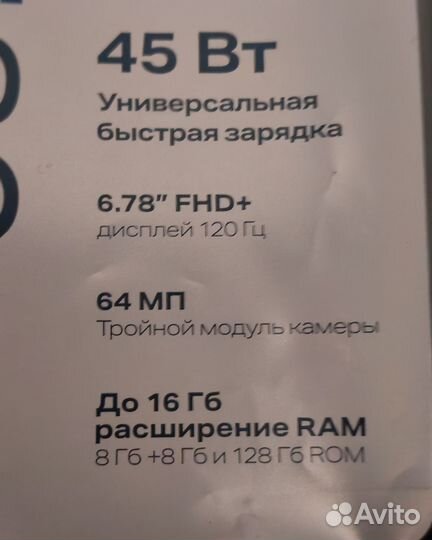 45 Вт
Универсальная
быстрая зарядка
6.78" FHD+
дисплей 120 Гц
64 МП
Тройной модуль камеры
До 16 Гб
расширение RAM
8 Гб +8 Гб и 128 Гб ROM
Avito